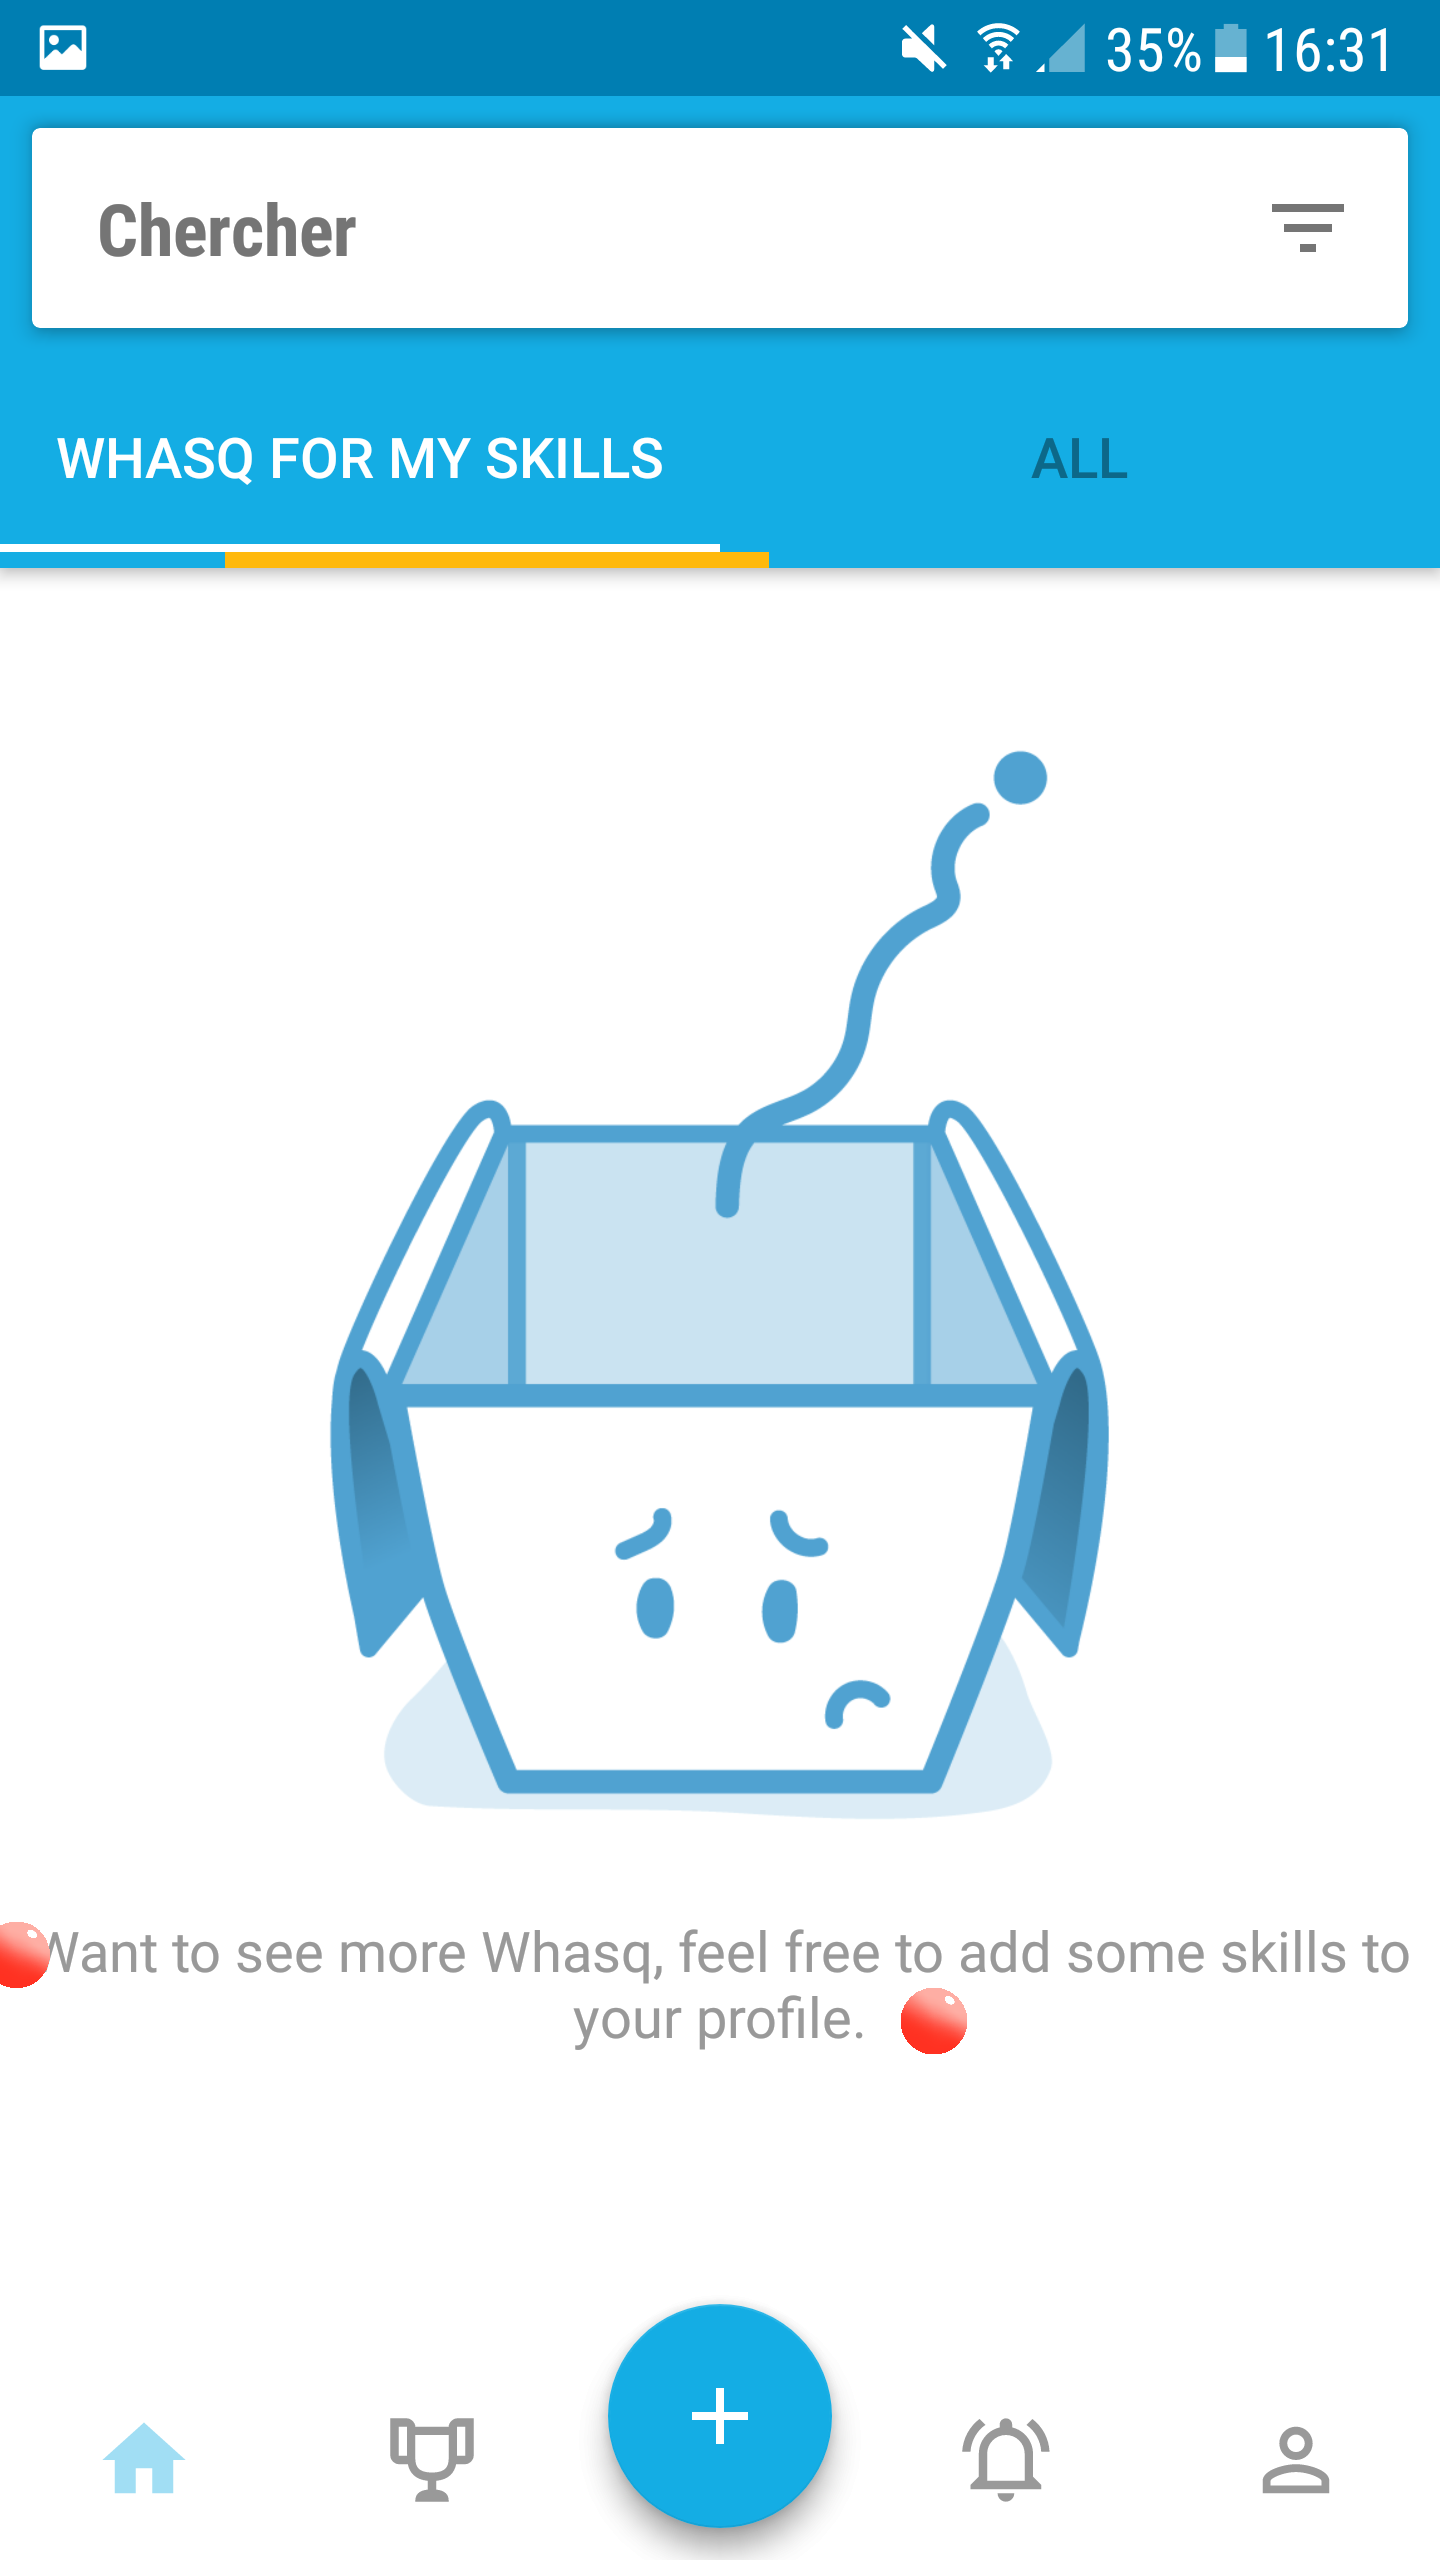 35% 16:31
Chercher
WHASQ FOR MY SKILLS
ALL
Want to see more Whasq, feel free to add some skills to
your profile.